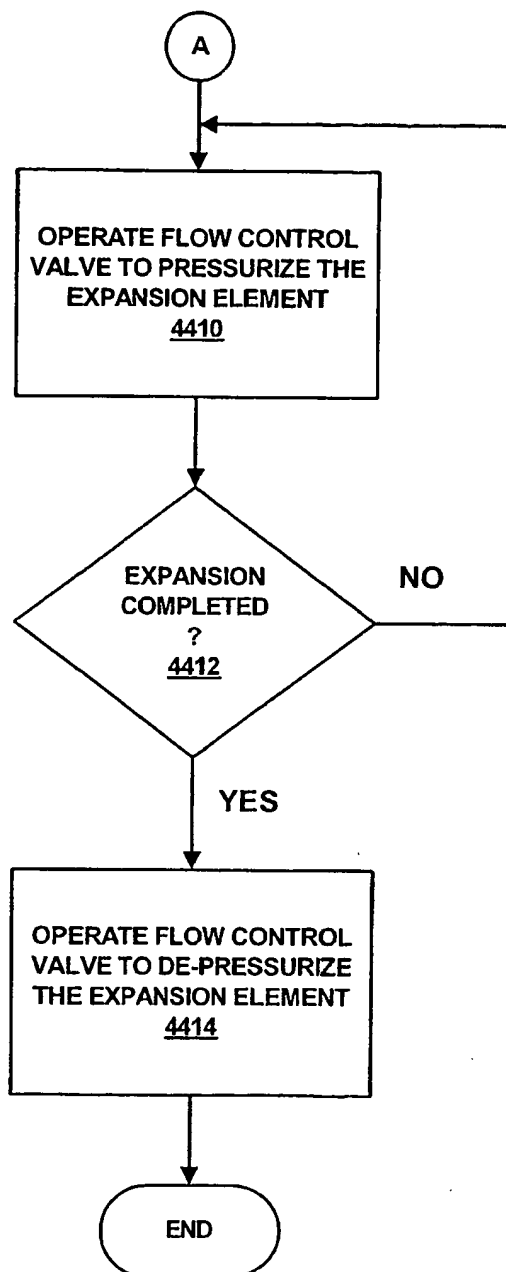 A
OPERATE FLOW CONTROL
VALVE TO PRESSURIZE THE
EXPANSION ELEMENT
4410
EXPANSION
COMPLETED
?
4412
NO
YES
OPERATE FLOW CONTROL
VALVE TO DE-PRESSURIZE
THE EXPANSION ELEMENT
4414
END